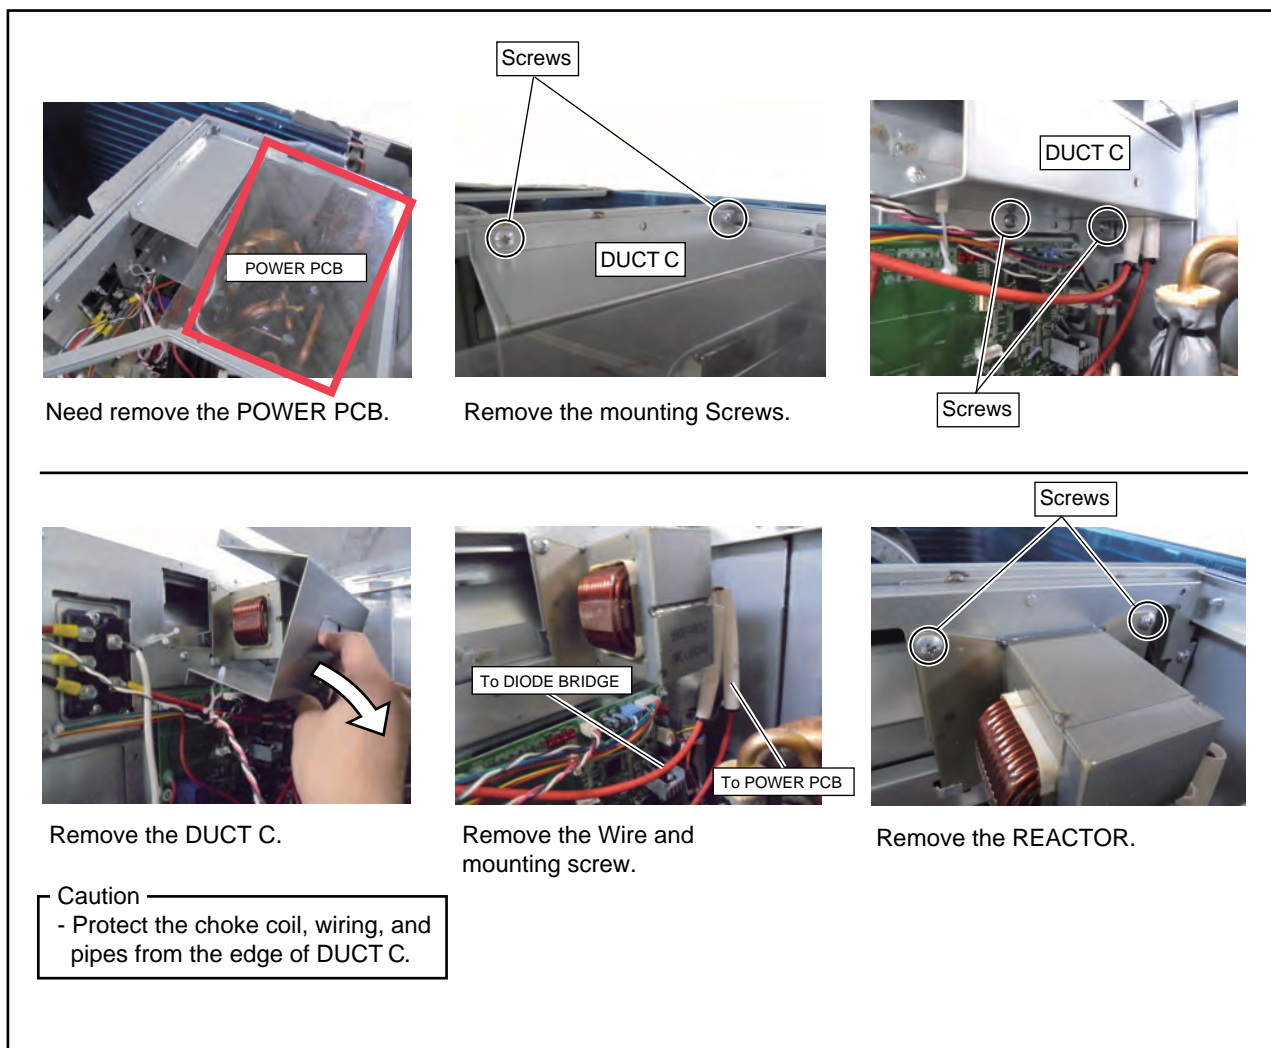 Screws
POWER PCB
DUCT C
DUCT C
Screws
Need remove the POWER PCB.
Remove the mounting Screws.
Screws
To DIODE BRIDGE
To POWER PCB
Remove the DUCT C.
Remove the Wire and
mounting screw.
Remove the REACTOR.
Caution
- Protect the choke coil, wiring, and
pipes from the edge of DUCT C.